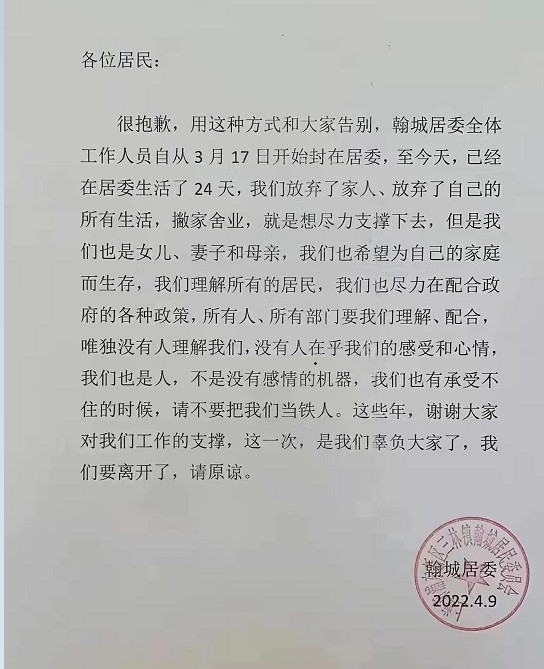 各位居民：
很抱歉，用这种方式和大家告别，翰城居委全体
工作人员自从 3 月 17 日开始封在居委，至今天，已经
在居委生活了 24 天，我们放弃了家人、放弃了自己的
所有生活，撇家舍业，就是想尽力支撑下去，但是我
们也是女儿、妻子和母亲，我们也希望为自己的家庭
而生存，我们理解所有的居民，我们也尽力在配合政
府的各种政策，所有人、所有部门要我们理解、配合，
唯独没有人理解我们，没有人在乎我们的感受和心情，
我们也是人，不是没有感情的机器，我们也有承受不
住的时候，请不要把我们当铁人。这些年，谢谢大家
对我们工作的支撑，这一次，是我们辜负大家了，我
们要离开了，请原谅。
区三林镇翰城居民委员会
翰城居委
2022.4.9